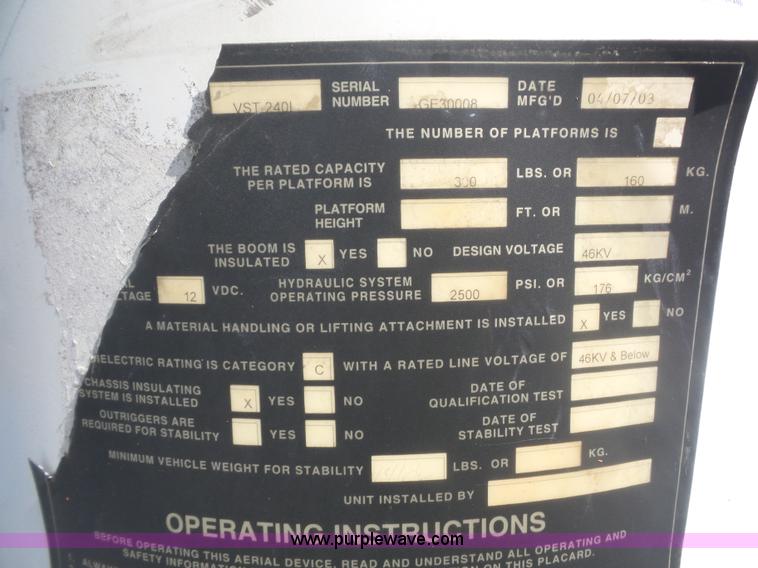 VST-240I SERIAL NUMBER GE30008 DATE MFG'D 04/07/03
THE NUMBER OF PLATFORMS IS
THE RATED CAPACITY PER PLATFORM IS 300 LBS. OR 160 KG.
PLATFORM HEIGHT FT. OR M.
THE BOOM IS INSULATED X YES NO DESIGN VOLTAGE 46KV
12 VDC. HYDRAULIC SYSTEM OPERATING PRESSURE 2500 PSI. OR 176 KG/CM²
A MATERIAL HANDLING OR LIFTING ATTACHMENT IS INSTALLED X YES NO
DIELECTRIC RATING IS CATEGORY C WITH A RATED LINE VOLTAGE OF 46KV & Below
CHASSIS INSULATING SYSTEM IS INSTALLED X YES NO DATE OF QUALIFICATION TEST
OUTRIGGERS ARE REQUIRED FOR STABILITY YES NO DATE OF STABILITY TEST
MINIMUM VEHICLE WEIGHT FOR STABILITY LBS. OR KG.
UNIT INSTALLED BY
OPERATING INSTRUCTIONS
www.purplewave.com
BEFORE OPERATING THIS AERIAL DEVICE, READ AND UNDERSTAND ALL OPERATING AND
SAFETY INFORMATION ON THIS PLACARD.
ALWAYS